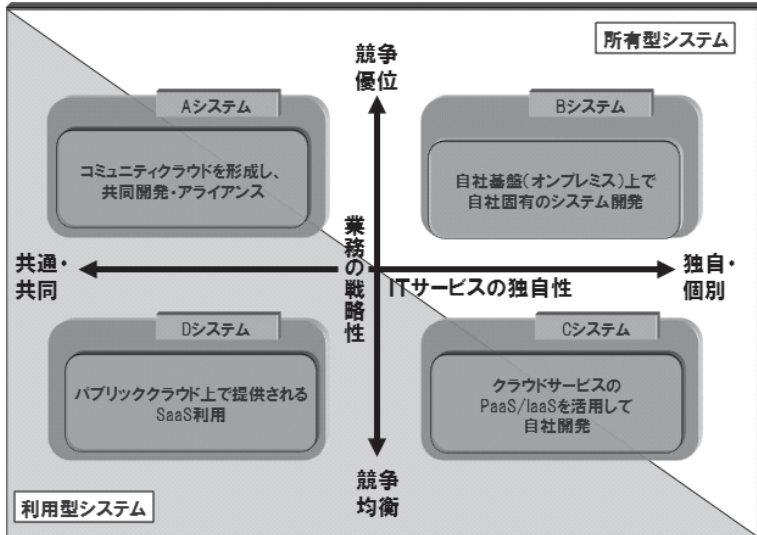 所有型システム
競争
優位
Aシステム
コミュニティクラウドを形成し、
共同開発・アライアンス
Bシステム
自社基盤(オンプレミス)上で
自社固有のシステム開発
業務の戦略性
共通・
共同
ITサービスの独自性
独自・
個別
Dシステム
パブリッククラウド上で提供される
SaaS利用
Cシステム
クラウドサービスの
PaaS/IaaSを活用して
自社開発
競争
均衡
利用型システム